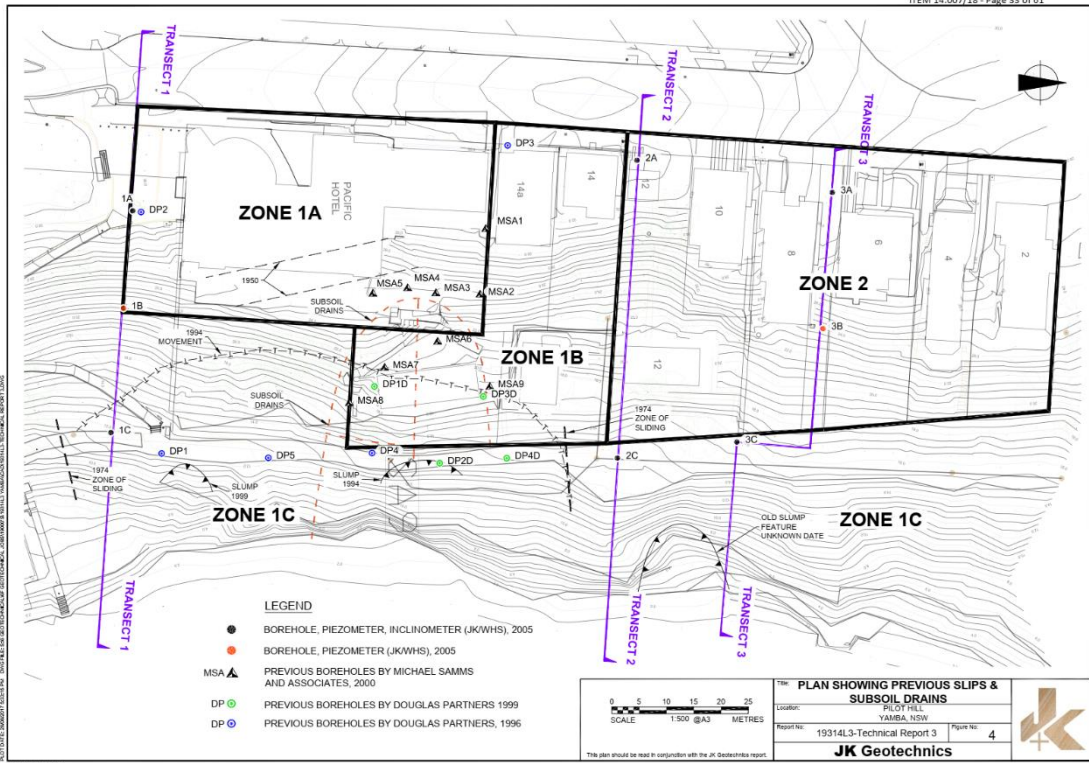 ITEM 14.007/18 - Page 33 of 61
TRANSECT 1
TRANSECT 2
TRANSECT 3
2A
DP3
12
14
14a
10
3A
1A
DP2
PACIFIC
HOTEL
ZONE 1A
MSA1
8
6
4
2
1950
MSA5
MSA4
MSA3
MSA2
ZONE 2
SUBSOIL
DRAINS
1B
3B
1994
MOVEMENT
MSA6
ZONE 1B
MSA7
12
DP1D
MSA9
DP3D
SUBSOIL
DRAINS
MSA8
1974
ZONE OF
SLIDING
1C
3C
DP1
DP5
DP4
DP2D
DP4D
2C
1974
ZONE OF
SLIDING
SLUMP
1999
SLUMP
1994
ZONE 1C
OLD SLUMP
FEATURE
UNKNOWN DATE
ZONE 1C
TRANSECT 1
TRANSECT 2
TRANSECT 3
LEGEND
BOREHOLE, PIEZOMETER, INCLINOMETER (JK/WHS), 2005
BOREHOLE, PIEZOMETER (JK/WHS), 2005
MSA PREVIOUS BOREHOLES BY MICHAEL SAMMS
AND ASSOCIATES, 2000
DP PREVIOUS BOREHOLES BY DOUGLAS PARTNERS 1999
DP PREVIOUS BOREHOLES BY DOUGLAS PARTNERS, 1996
0 5 10 15 20 25
SCALE 1:500 @A3 METRES
This plan should be read in conjunction with the JK Geotechnics report.
Title: PLAN SHOWING PREVIOUS SLIPS &
SUBSOIL DRAINS
Location: PILOT HILL
YAMBA, NSW
Report No: 19314L3-Technical Report 3 Figure No: 4
JK Geotechnics